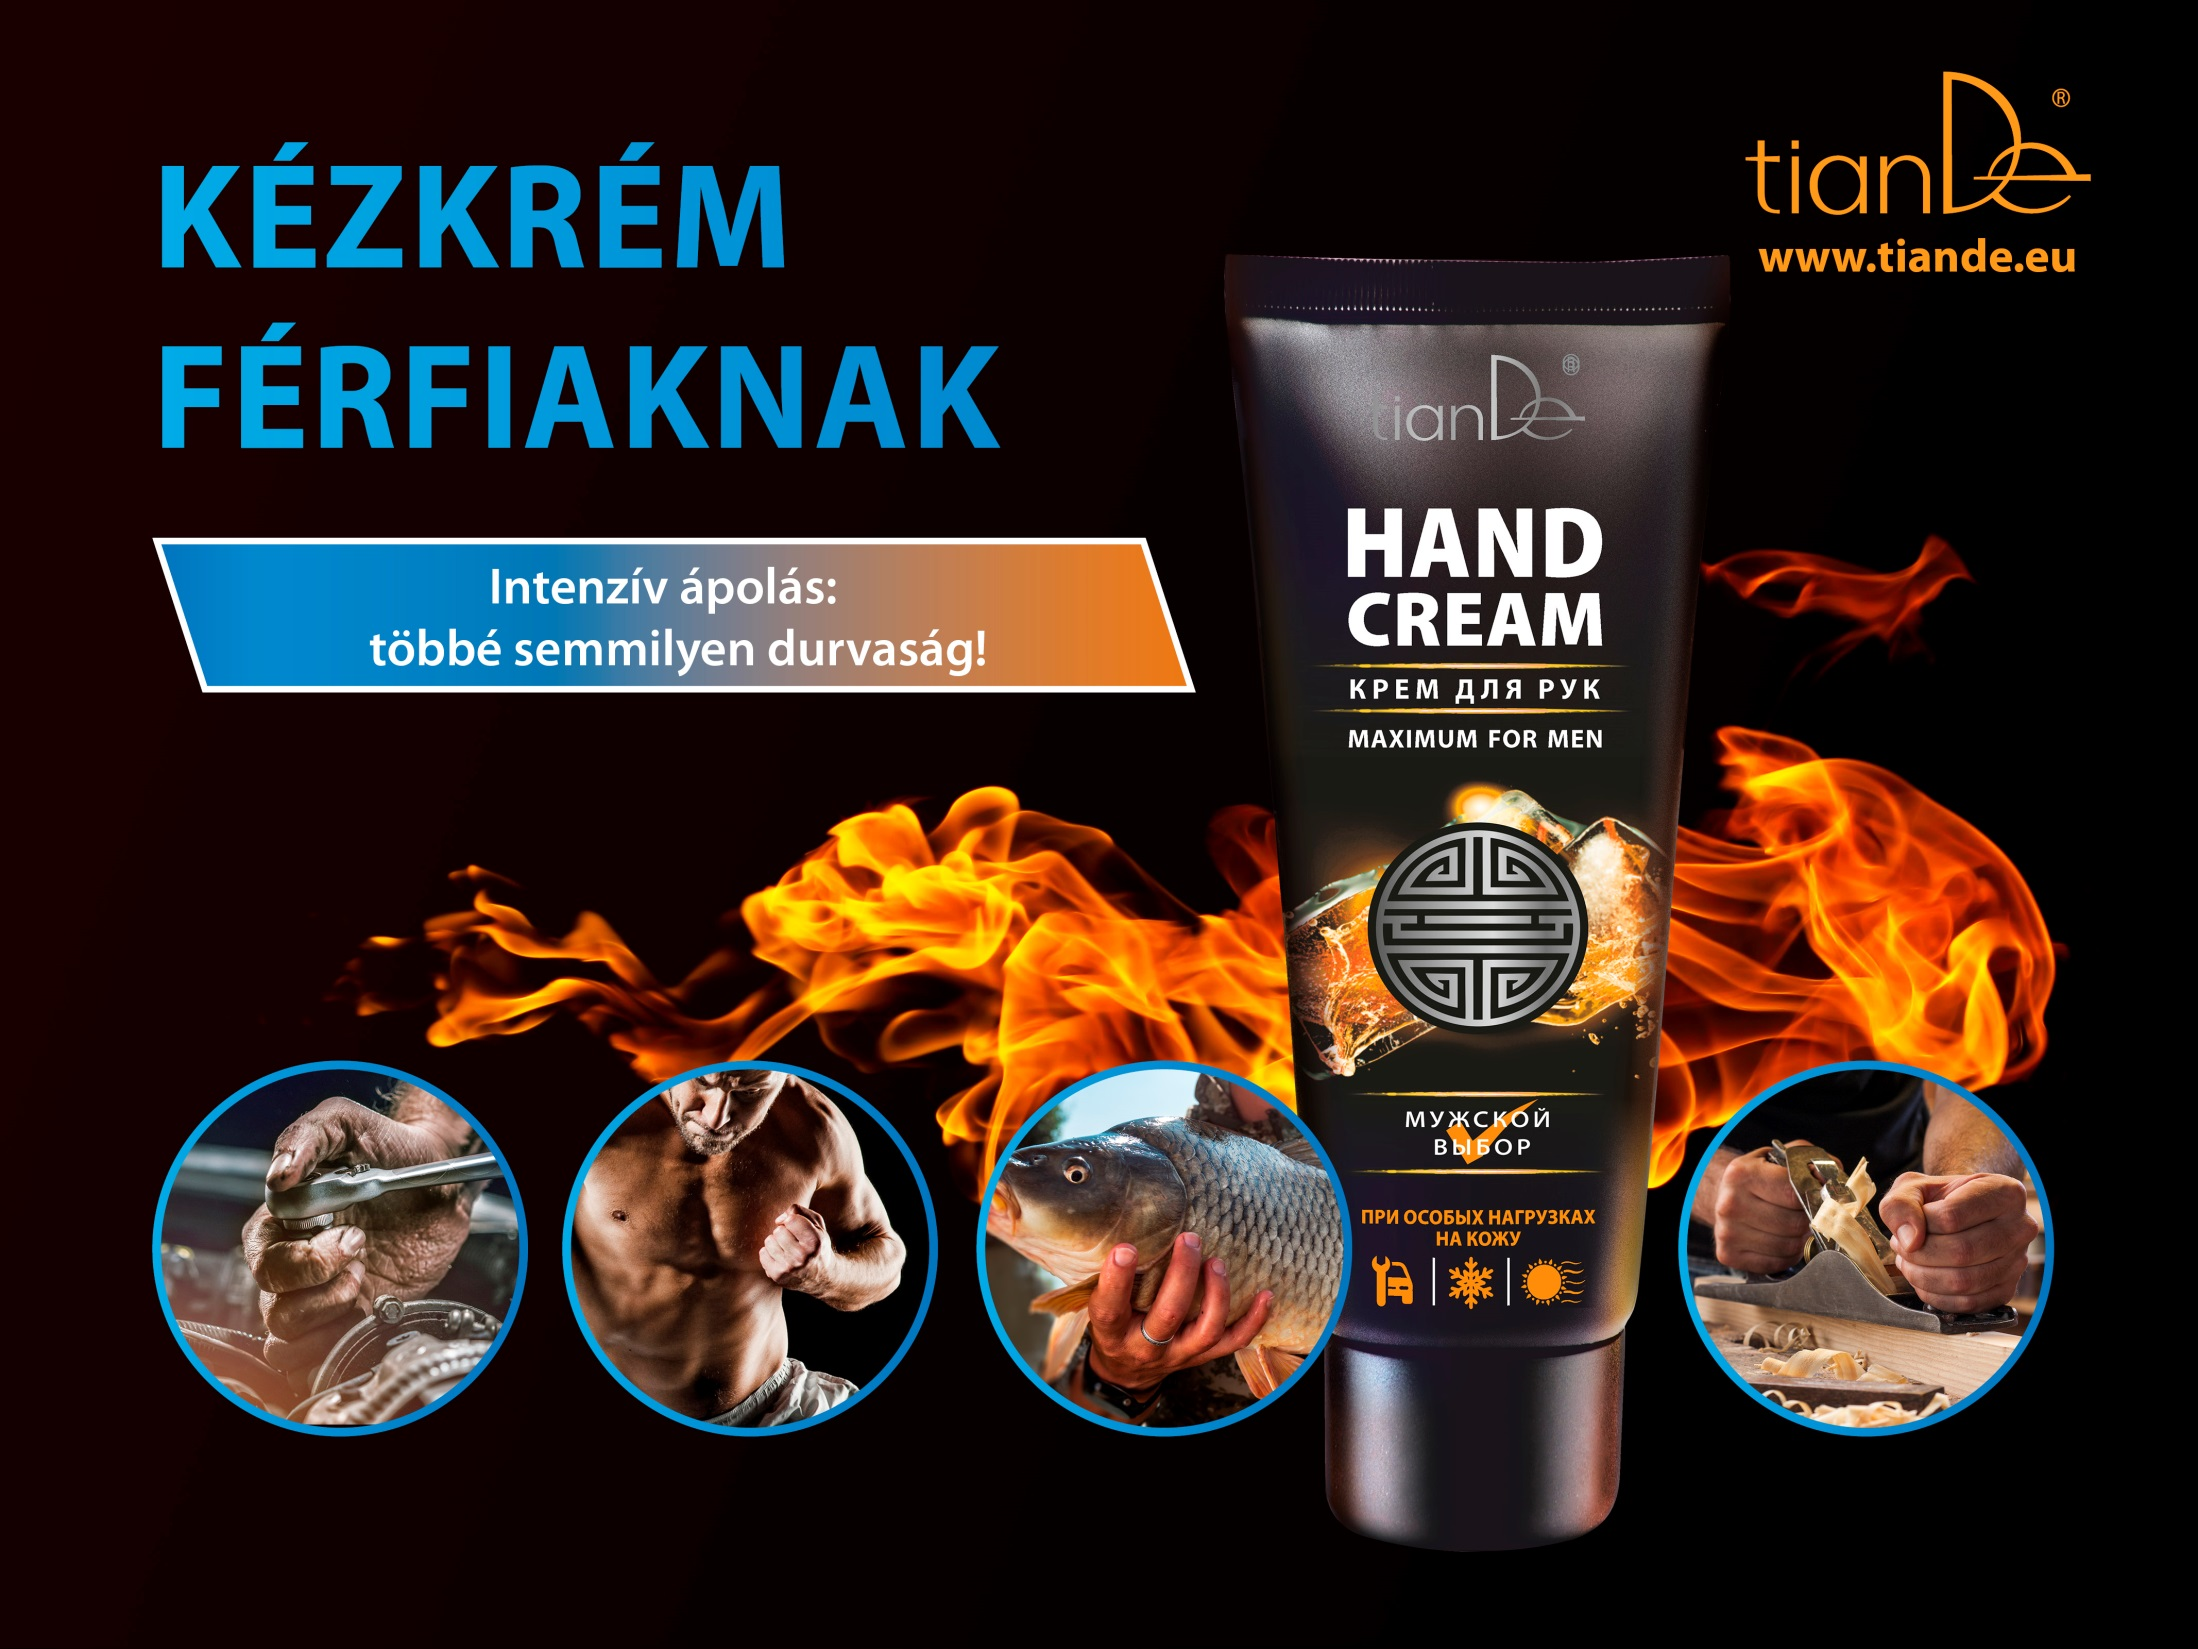 KÉZKRÉM
FÉRFIAKNAK
Intenzív ápolás:
többé semmilyen durvaság!
tianDe®
www.tiande.eu
tianDe®
HAND
CREAM
КРЕМ ДЛЯ РУК
MAXIMUM FOR MEN
МУЖСКОЙ
ВЫБОР
ПРИ ОСОБЫХ НАГРУЗКАХ
НА КОЖУ